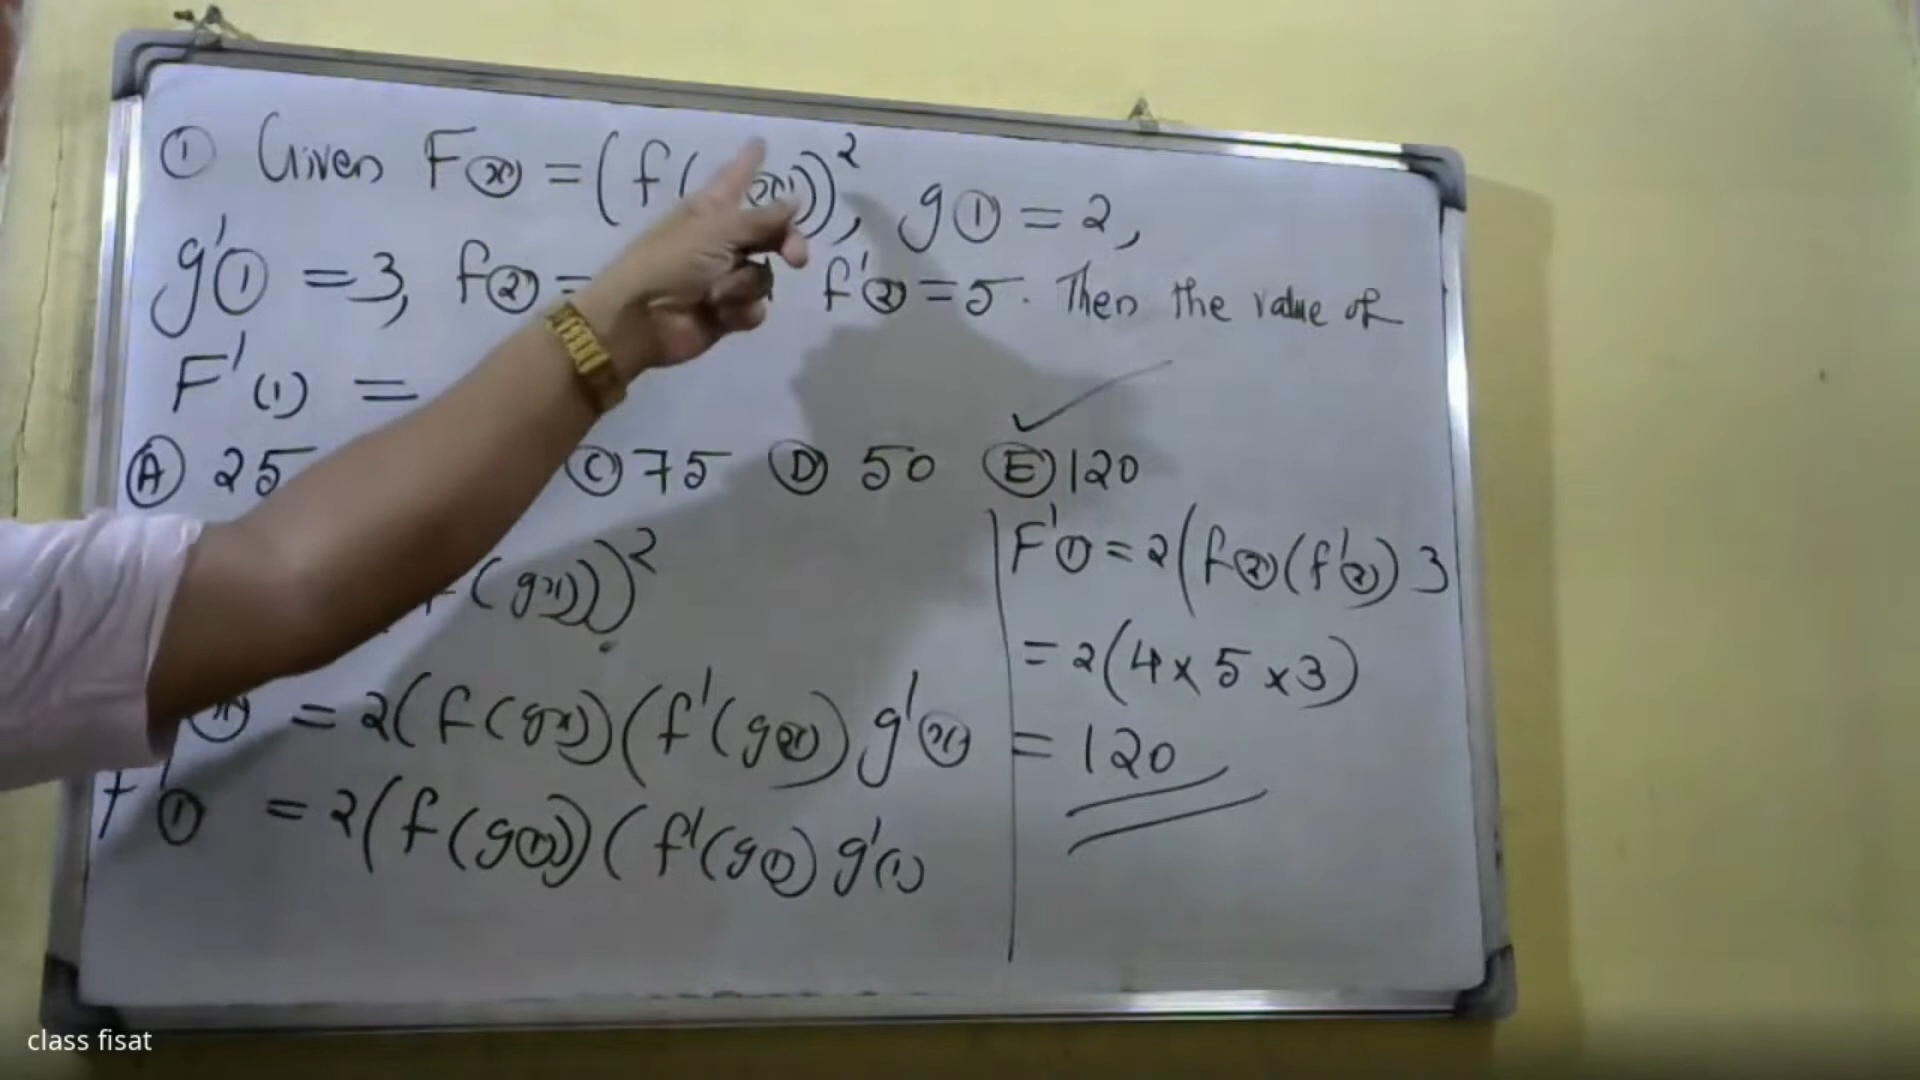 ① Given F(x) = (f( (x)))², g(1) = 2,
g'(1) = 3, f(2) = f'(2) = 5. Then the value of
F'(1) =
Ⓐ 25 Ⓒ 75 Ⓓ 50 Ⓔ 120 ✓
(g(x)))²
(x) = 2(f(g(x))(f'(g(x)) g'(x)
F'(1) = 2(f(g(1)))(f'(g(1)) g'(1)
F'(1) = 2(f(2)(f'(2)) 3
= 2(4 × 5 × 3)
= 120
class fisat